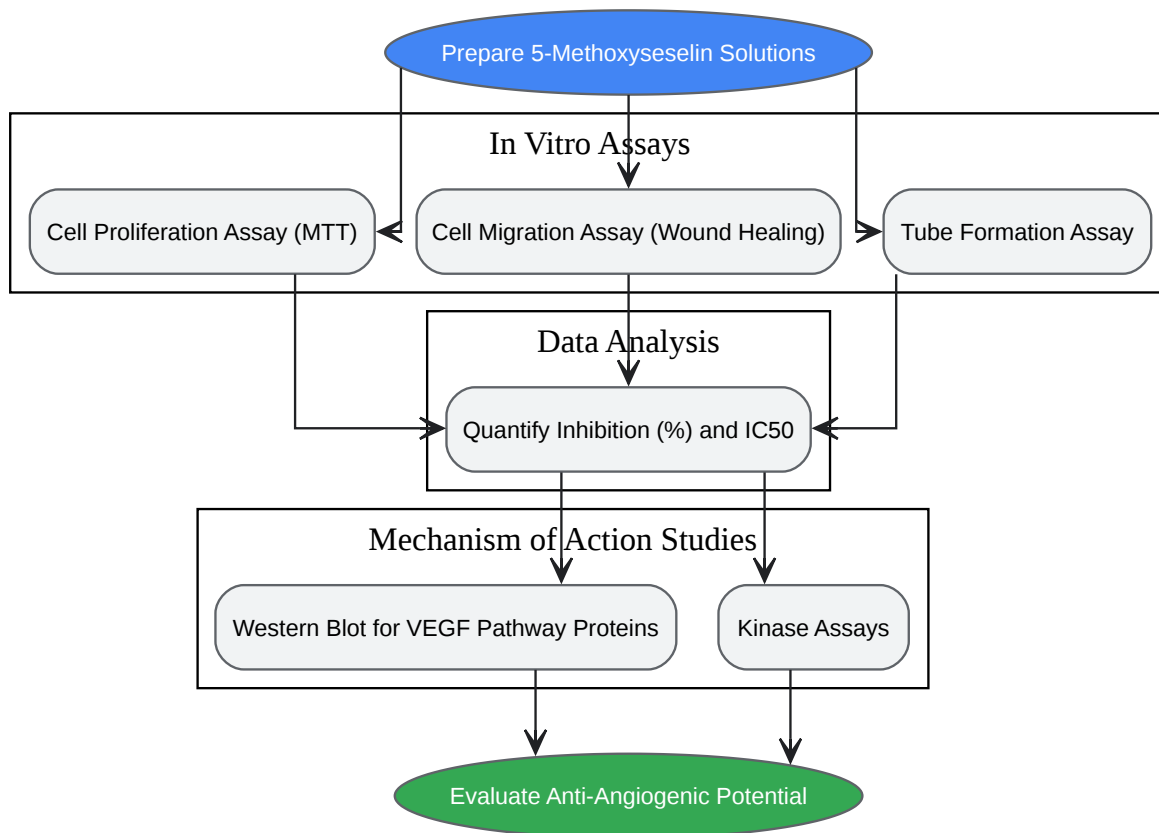 Prepare 5-Methoxyseselin Solutions
In Vitro Assays
Cell Proliferation Assay (MTT)
Cell Migration Assay (Wound Healing)
Tube Formation Assay
Data Analysis
Quantify Inhibition (%) and IC50
Mechanism of Action Studies
Western Blot for VEGF Pathway Proteins
Kinase Assays
Evaluate Anti-Angiogenic Potential